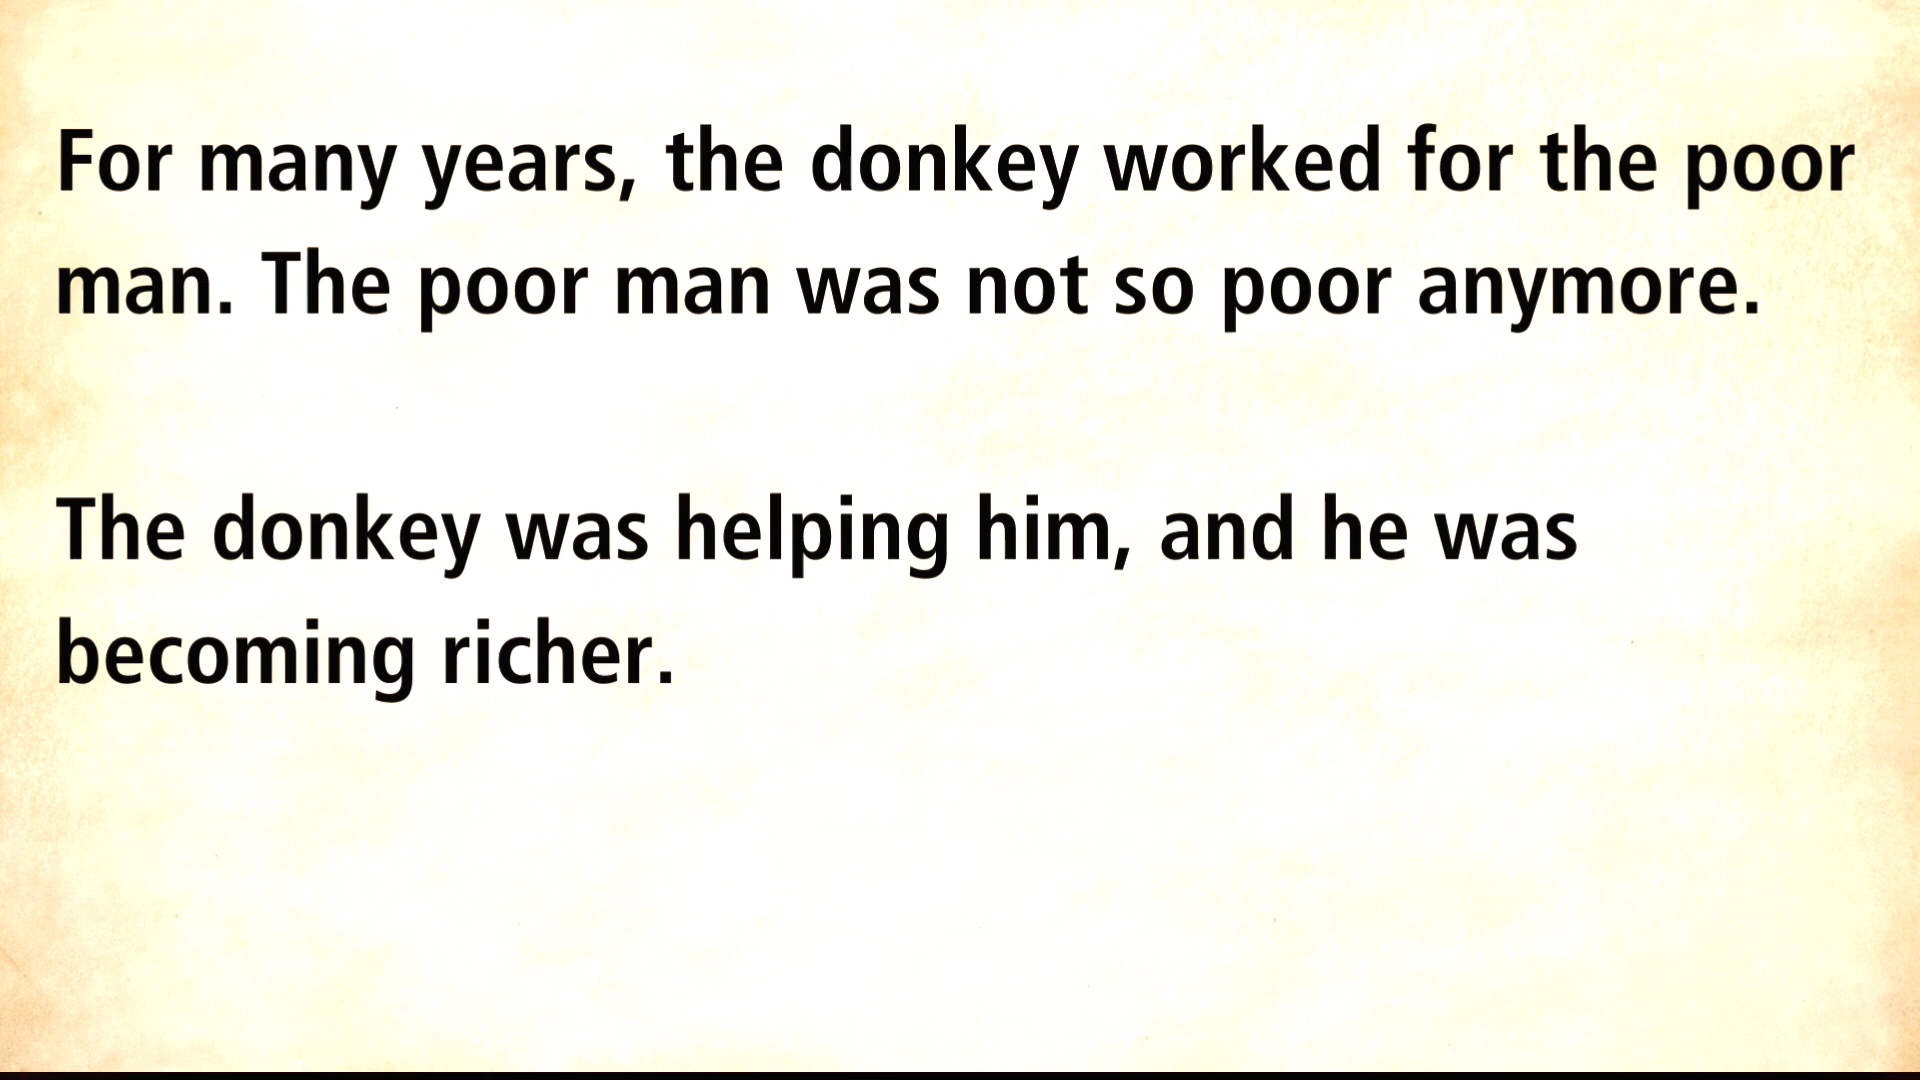 For many years, the donkey worked for the poor
man. The poor man was not so poor anymore.
The donkey was helping him, and he was
becoming richer.